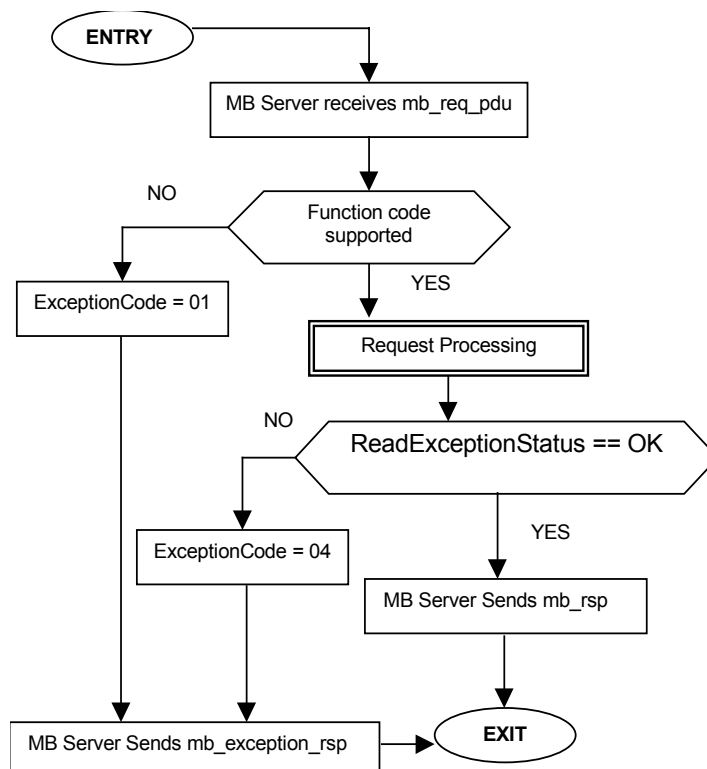 ENTRY
MB Server receives mb_req_pdu
NO
Function code
supported
YES
ExceptionCode = 01
Request Processing
NO
ReadExceptionStatus == OK
YES
ExceptionCode = 04
MB Server Sends mb_rsp
MB Server Sends mb_exception_rsp
EXIT